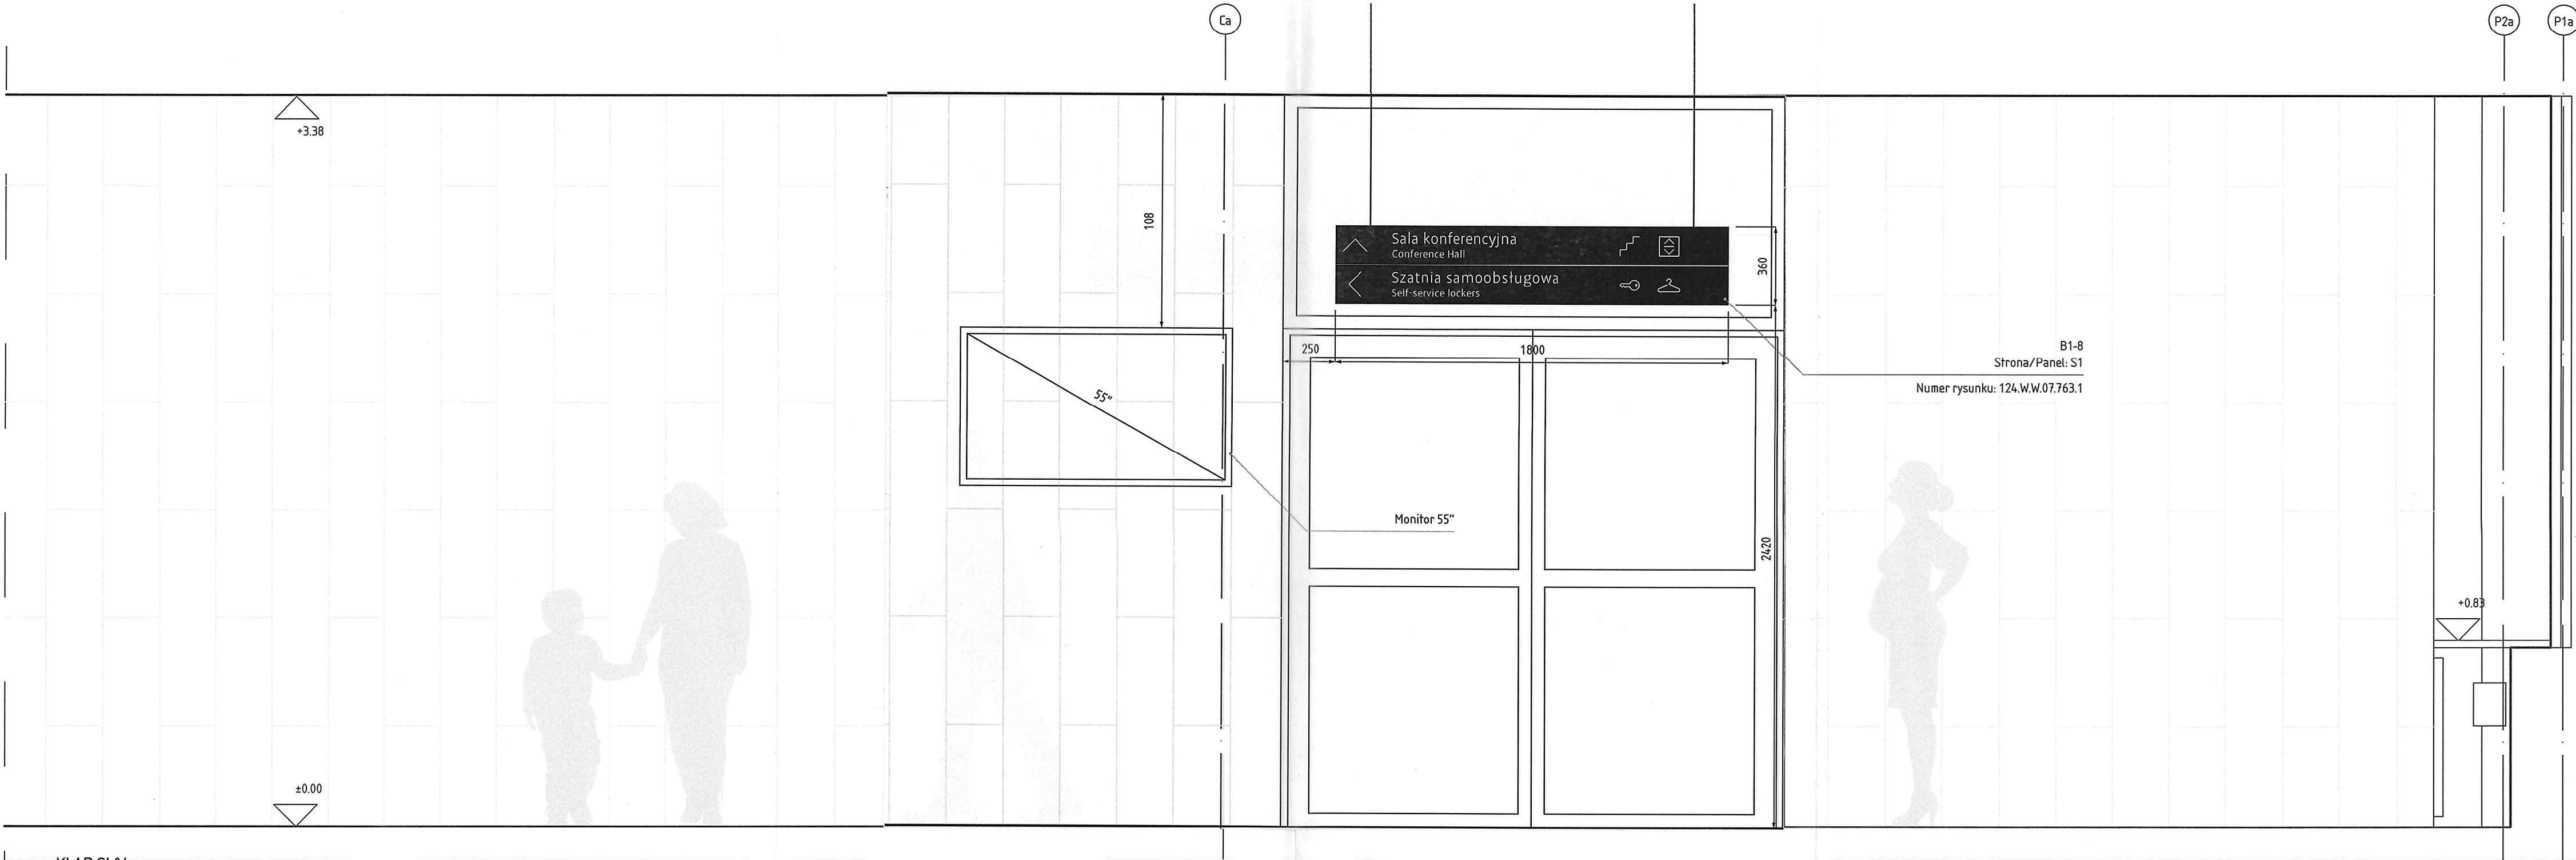 Ca
P2a
P1a
+3.38
108
Sala konferencyjna
Conference Hall
Szatnia samoobsługowa
Self-service lockers
360
250
1800
B1-8
Strona/Panel: S1
Numer rysunku: 124.W.W.07.763.1
55"
Monitor 55"
2420
+0.83
±0.00